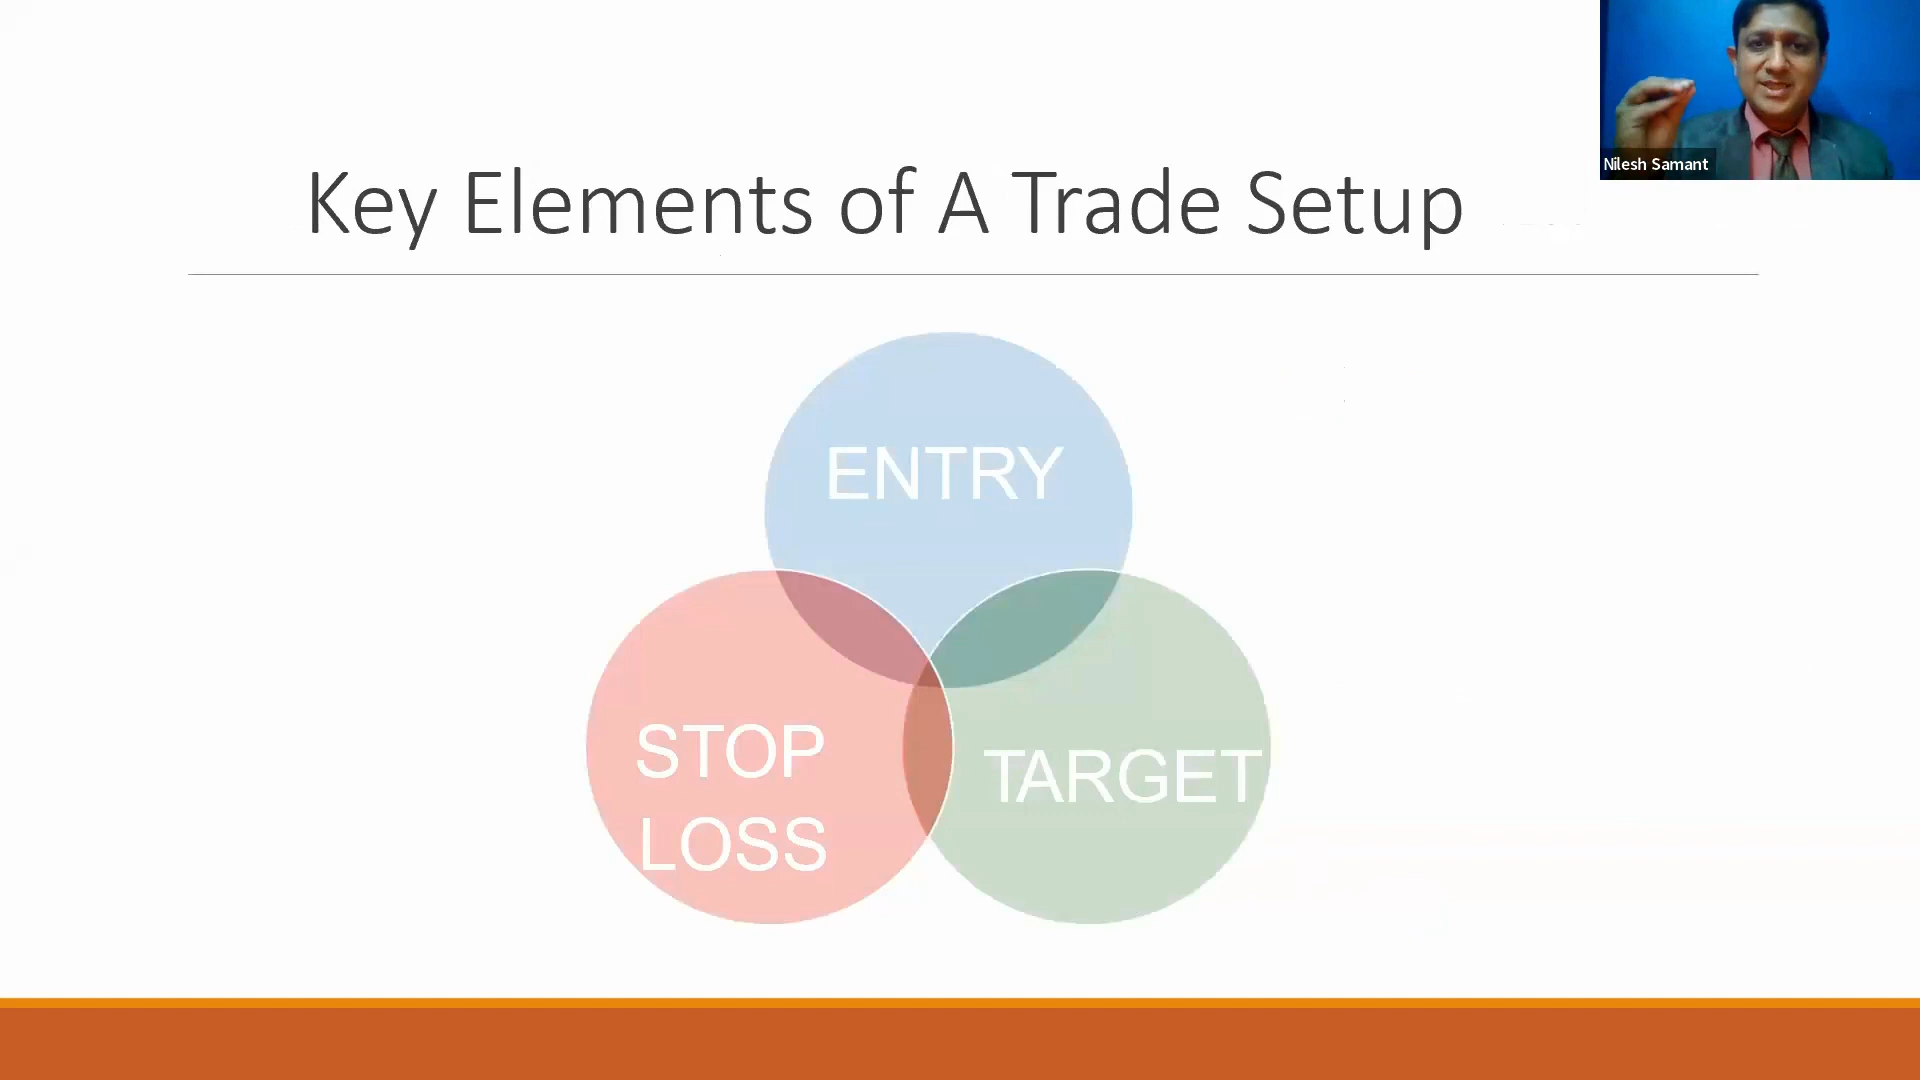 Nilesh Samant
Key Elements of A Trade Setup
ENTRY
STOP
LOSS
TARGET